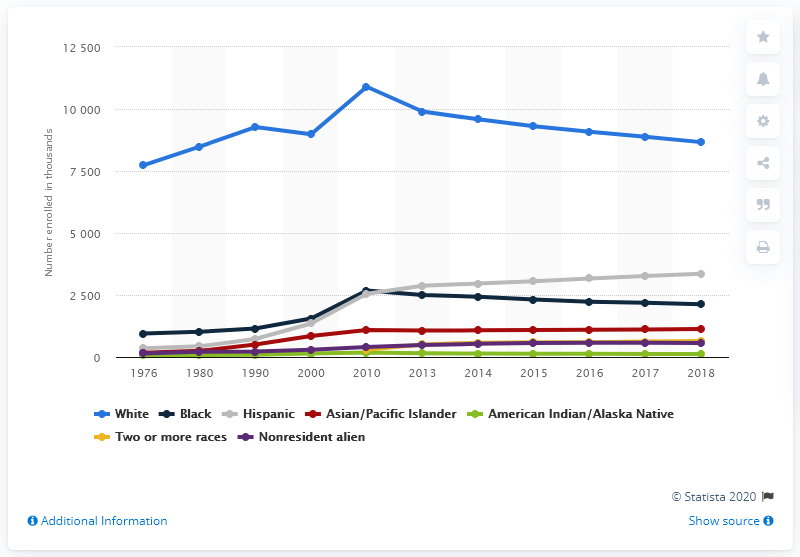 12 500
10 000
7 500
5 000
2 500
0
Number enrolled in thousands
1976 1980 1990 2000 2010 2013 2014 2015 2016 2017 2018
White Black Hispanic Asian/Pacific Islander American Indian/Alaska Native
Two or more races Nonresident alien
© Statista 2020
Additional Information Show source